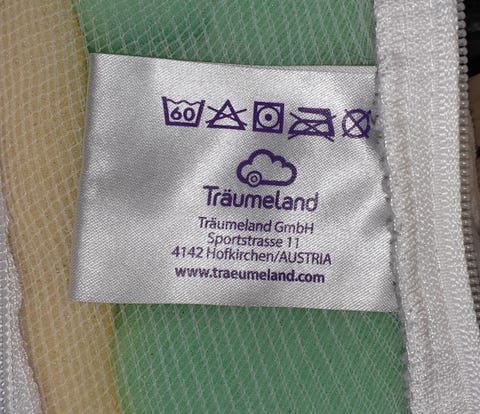 60
Träumeland
Träumeland GmbH
Sportstrasse 11
4142 Hofkirchen/AUSTRIA
www.traeumeland.com